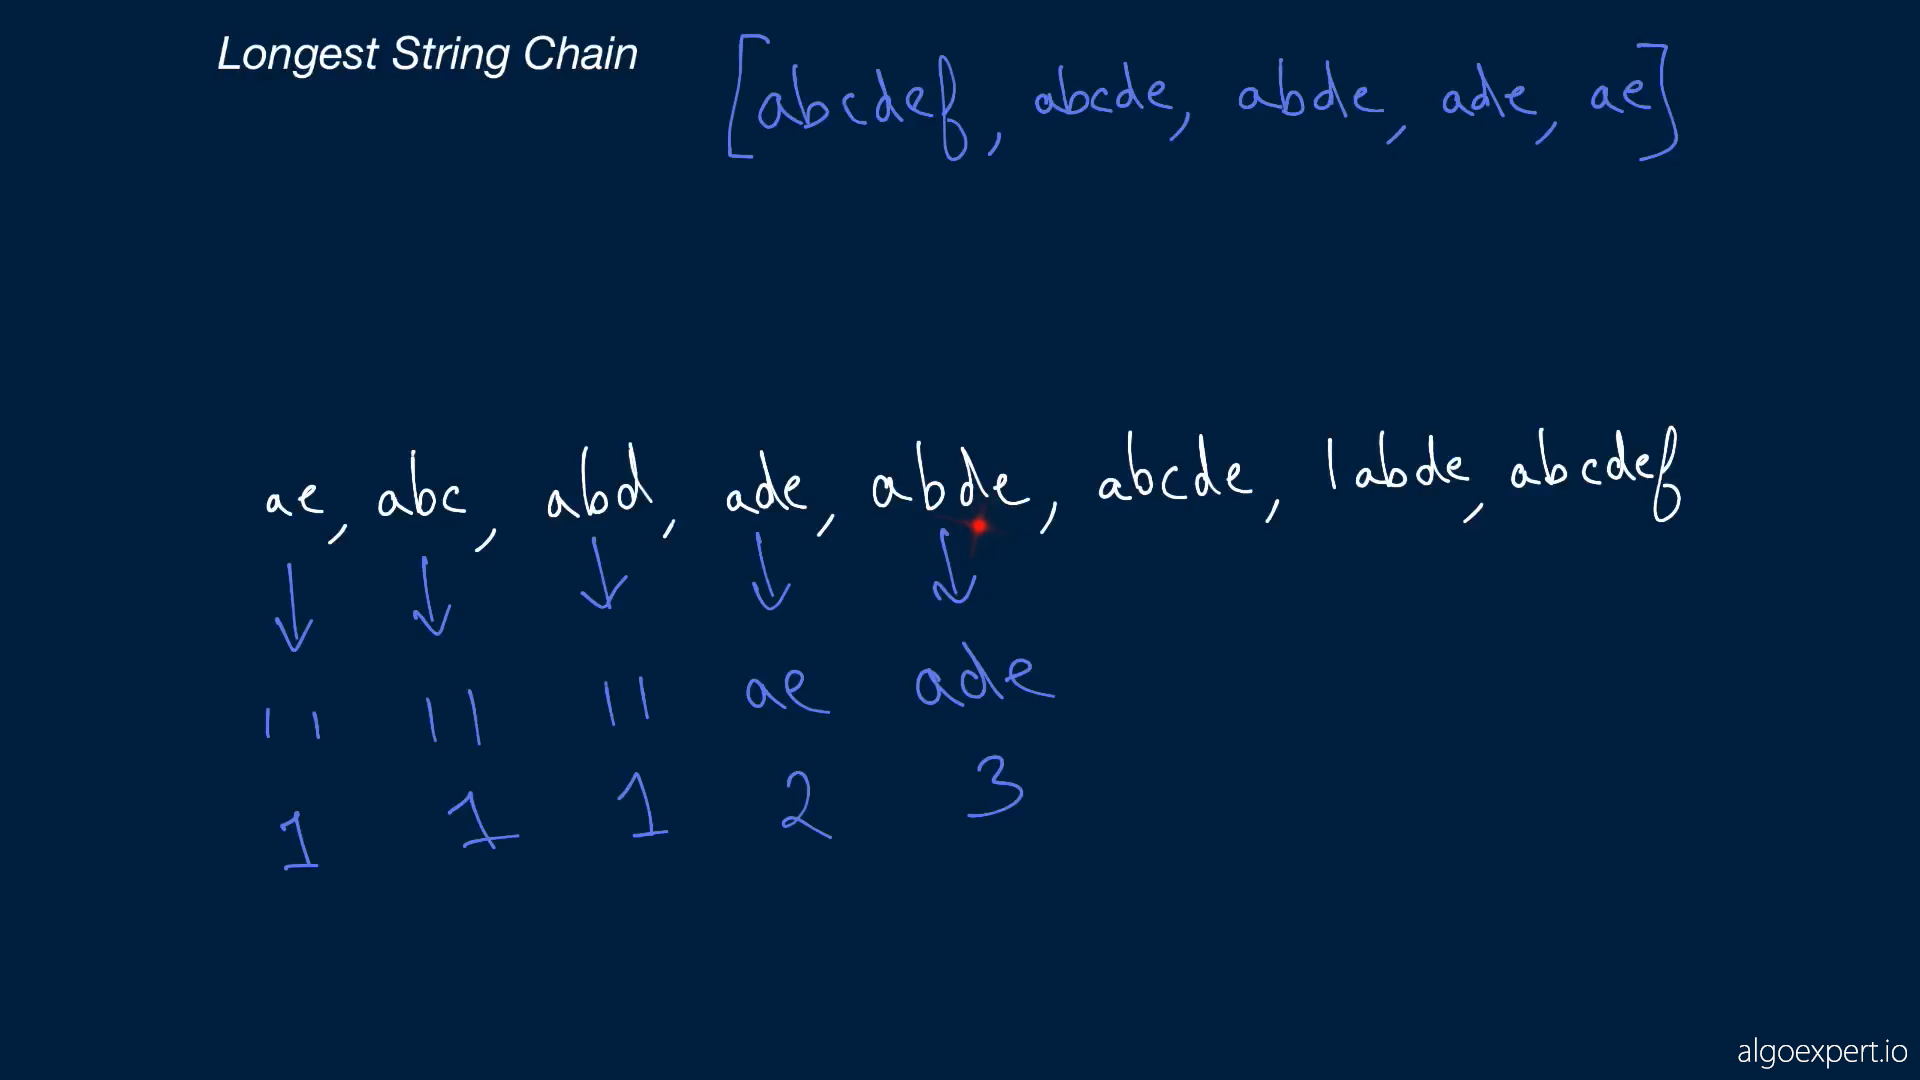 Longest String Chain
[abcdef, abcde, abde, ade, ae]
ae, abc, abd, ade, abde, abcde, 1abde, abcdef
" " " ae ade
1 1 1 2 3
algoexpert.io